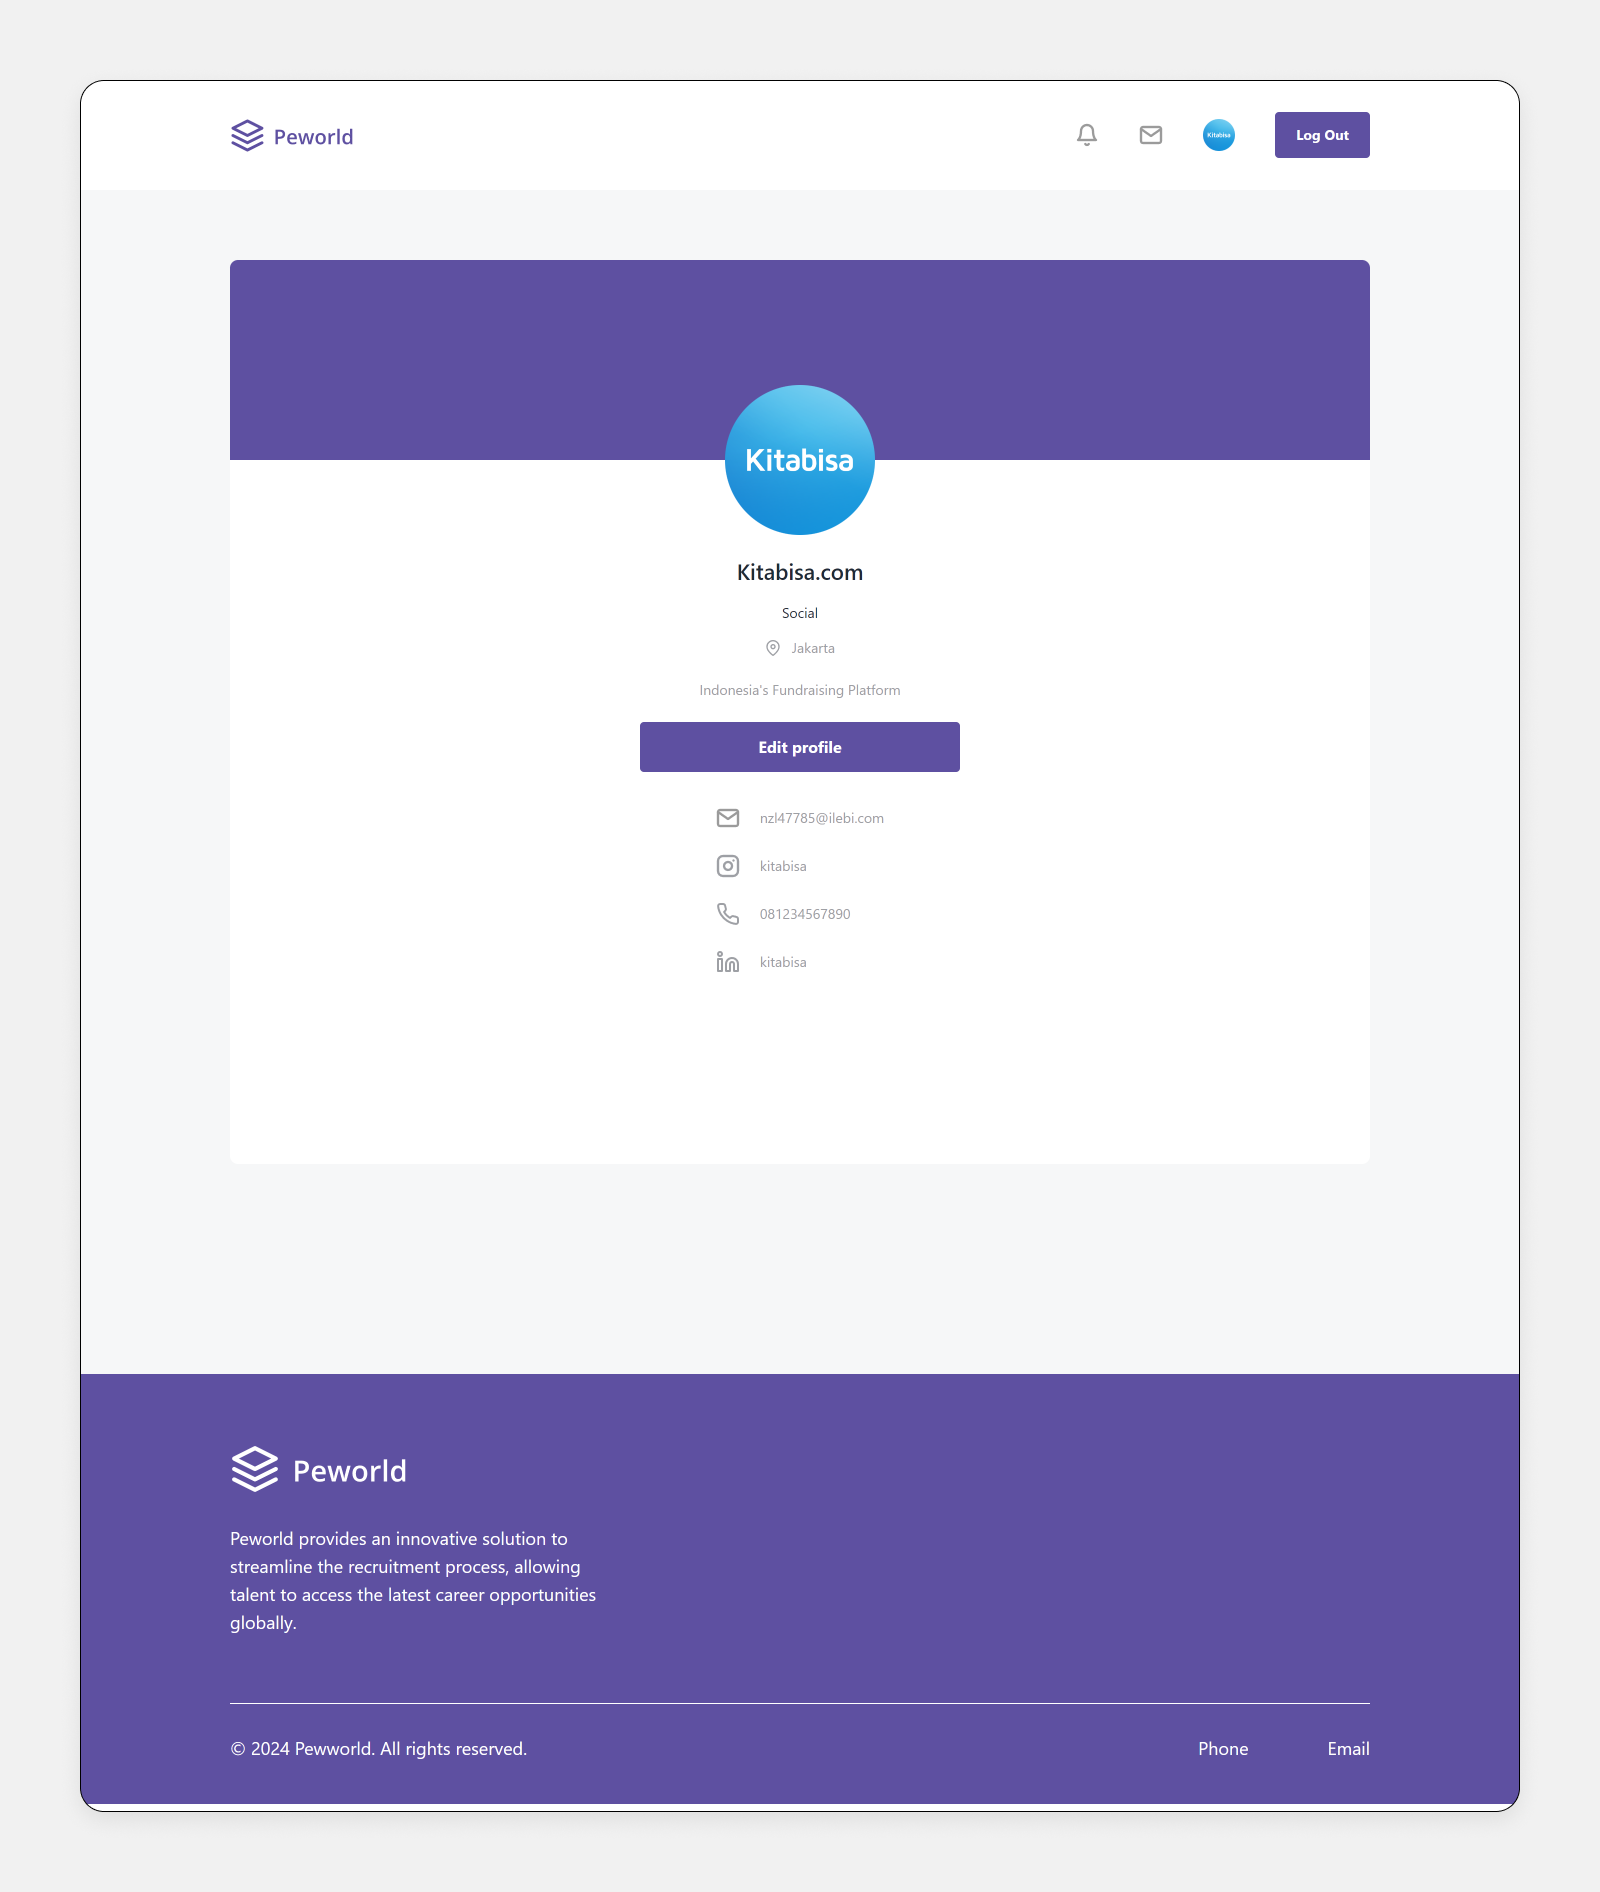 Peworld
Kitabisa
Log Out
Kitabisa
Kitabisa.com
Social
Jakarta
Indonesia's Fundraising Platform
Edit profile
nzl47785@ilebi.com
kitabisa
081234567890
kitabisa
Peworld
Peworld provides an innovative solution to
streamline the recruitment process, allowing
talent to access the latest career opportunities
globally.
© 2024 Pewworld. All rights reserved.
Phone
Email